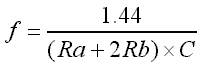 f = 1.44 / (Ra + 2Rb) × C